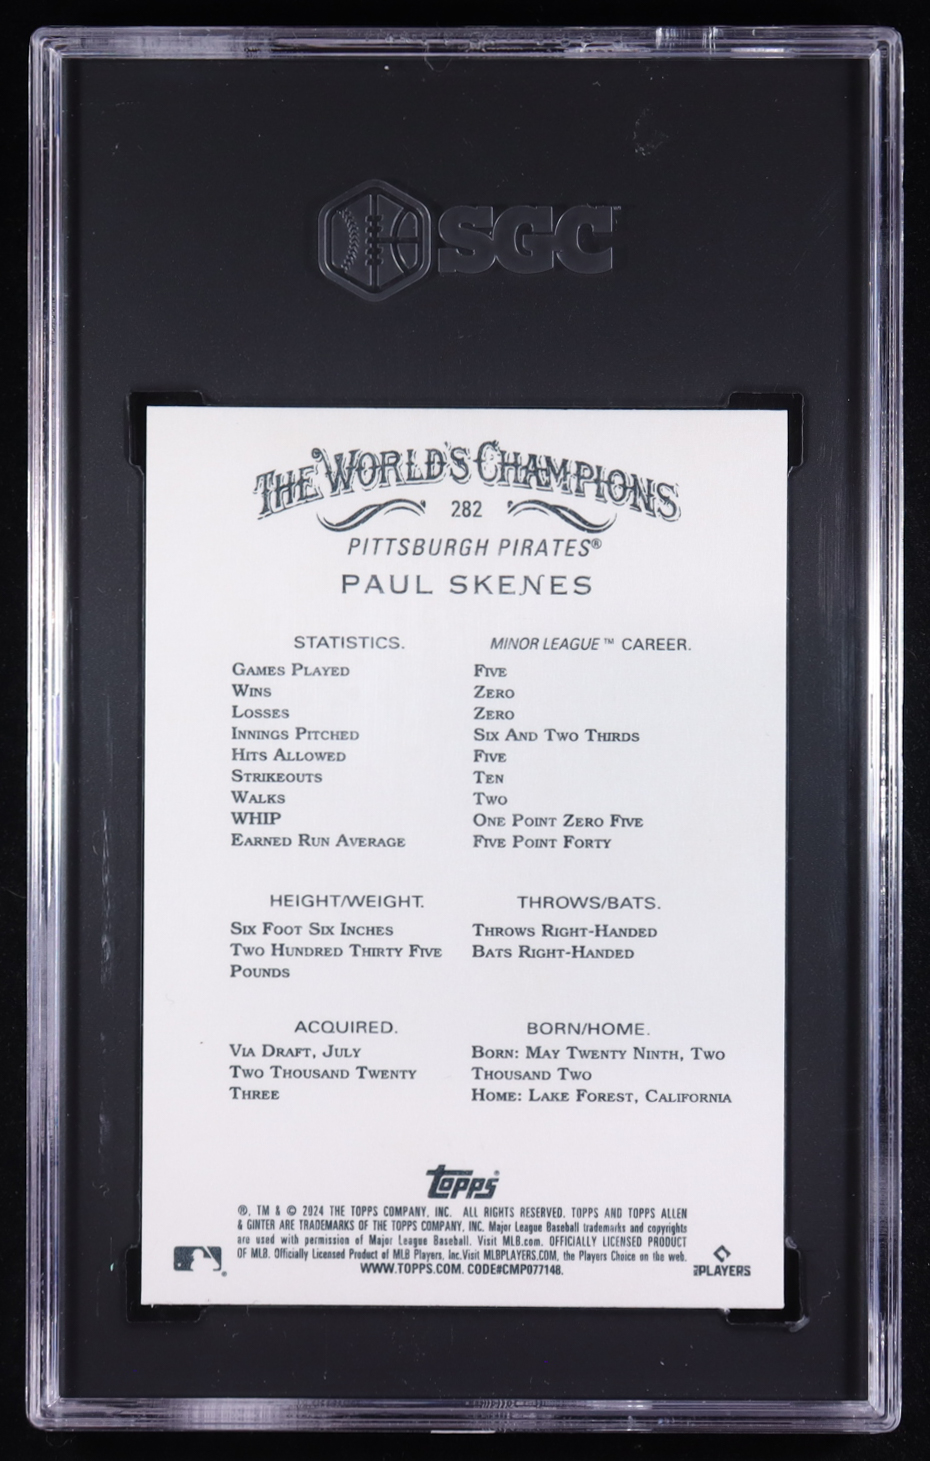 SGC
THE WORLD'S CHAMPIONS
282
PITTSBURGH PIRATES®
PAUL SKENES
STATISTICS. MINOR LEAGUE™ CAREER.
GAMES PLAYED FIVE
WINS ZERO
LOSSES ZERO
INNINGS PITCHED SIX AND TWO THIRDS
HITS ALLOWED FIVE
STRIKEOUTS TEN
WALKS TWO
WHIP ONE POINT ZERO FIVE
EARNED RUN AVERAGE FIVE POINT FORTY
HEIGHT/WEIGHT.
SIX FOOT SIX INCHES
TWO HUNDRED THIRTY FIVE
POUNDS
THROWS/BATS.
THROWS RIGHT-HANDED
BATS RIGHT-HANDED
ACQUIRED.
VIA DRAFT, JULY
TWO THOUSAND TWENTY
THREE
BORN/HOME.
BORN: MAY TWENTY NINTH, TWO
THOUSAND TWO
HOME: LAKE FOREST, CALIFORNIA
Topps®
®, TM & © 2024 THE TOPPS COMPANY, INC. ALL RIGHTS RESERVED. TOPPS AND TOPPS ALLEN
& GINTER ARE TRADEMARKS OF THE TOPPS COMPANY, INC. Major League Baseball trademarks and copyrights
are used with permission of Major League Baseball. Visit MLB.com. OFFICIALLY LICENSED PRODUCT
OF MLB. Officially Licensed Product of MLB Players, Inc. Visit MLBPLAYERS.COM, the Players Choice on the web.
WWW.TOPPS.COM. CODE#CMP077148.
MLBPLAYERS